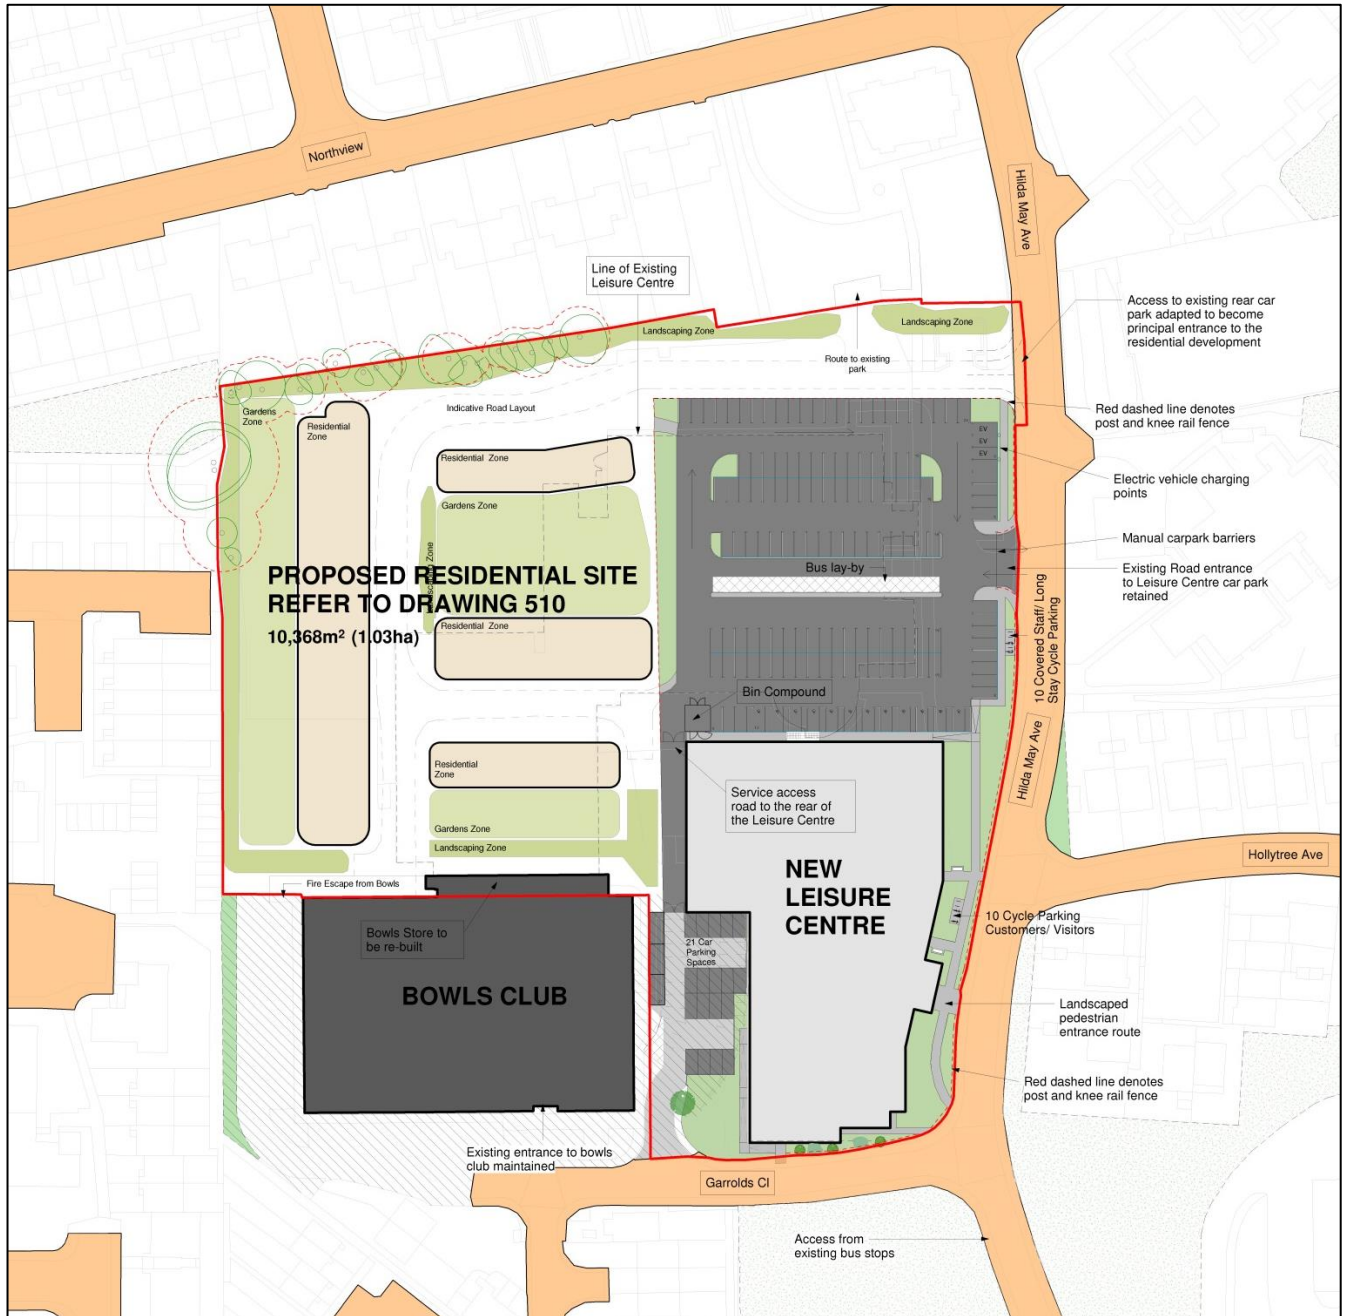 Northview
Hilda May Ave
Line of Existing
Leisure Centre
Landscaping Zone
Landscaping Zone
Access to existing rear car
park adapted to become
principal entrance to the
residential development
Route to existing
park
Gardens
Zone
Residential
Zone
Indicative Road Layout
Red dashed line denotes
post and knee rail fence
EV
EV
EV
Residential Zone
Electric vehicle charging
points
Gardens Zone
Landscaping Zone
Manual carpark barriers
PROPOSED RESIDENTIAL SITE
REFER TO DRAWING 510
10,368m² (1.03ha)
Bus lay-by
Existing Road entrance
to Leisure Centre car park
retained
Residential Zone
10 Covered Staff/ Long
Stay Cycle Parking
Bin Compound
Hilda May Ave
Residential
Zone
Service access
road to the rear of
the Leisure Centre
Gardens Zone
Landscaping Zone
Hollytree Ave
NEW
LEISURE
CENTRE
Fire Escape from Bowls
10 Cycle Parking
Customers/ Visitors
Bowls Store to
be re-built
21 Car
Parking
Spaces
BOWLS CLUB
Landscaped
pedestrian
entrance route
Red dashed line denotes
post and knee rail fence
Existing entrance to bowls
club maintained
Garrolds Cl
Access from
existing bus stops